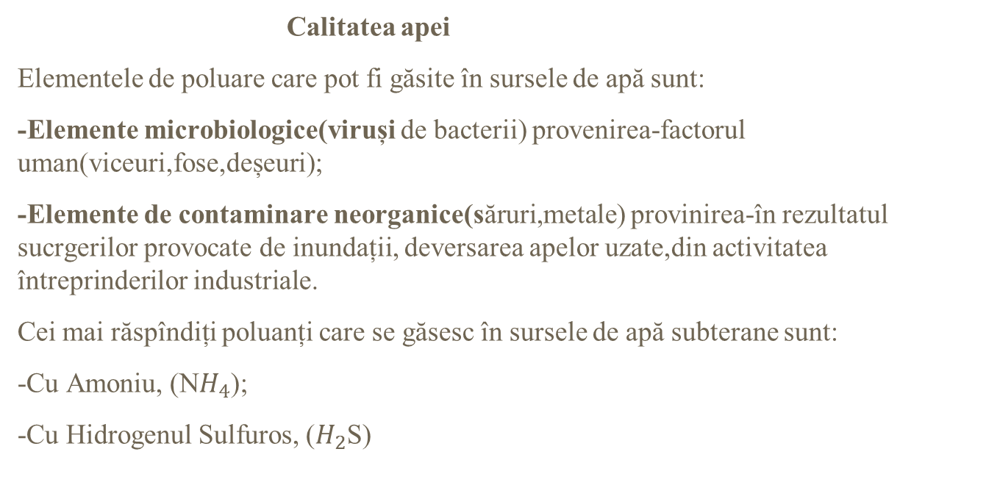 Calitatea apei
Elementele de poluare care pot fi găsite în sursele de apă sunt:
-Elemente microbiologice(viruși de bacterii) provenirea-factorul
uman(viceuri,fose,deșeuri);
-Elemente de contaminare neorganice(săruri,metale) provinirea-în rezultatul
sucrgerilor provocate de inundații, deversarea apelor uzate,din activitatea
întreprinderilor industriale.
Cei mai răspîndiți poluanți care se găsesc în sursele de apă subterane sunt:
-Cu Amoniu, (NH₄);
-Cu Hidrogenul Sulfuros, (H₂S)